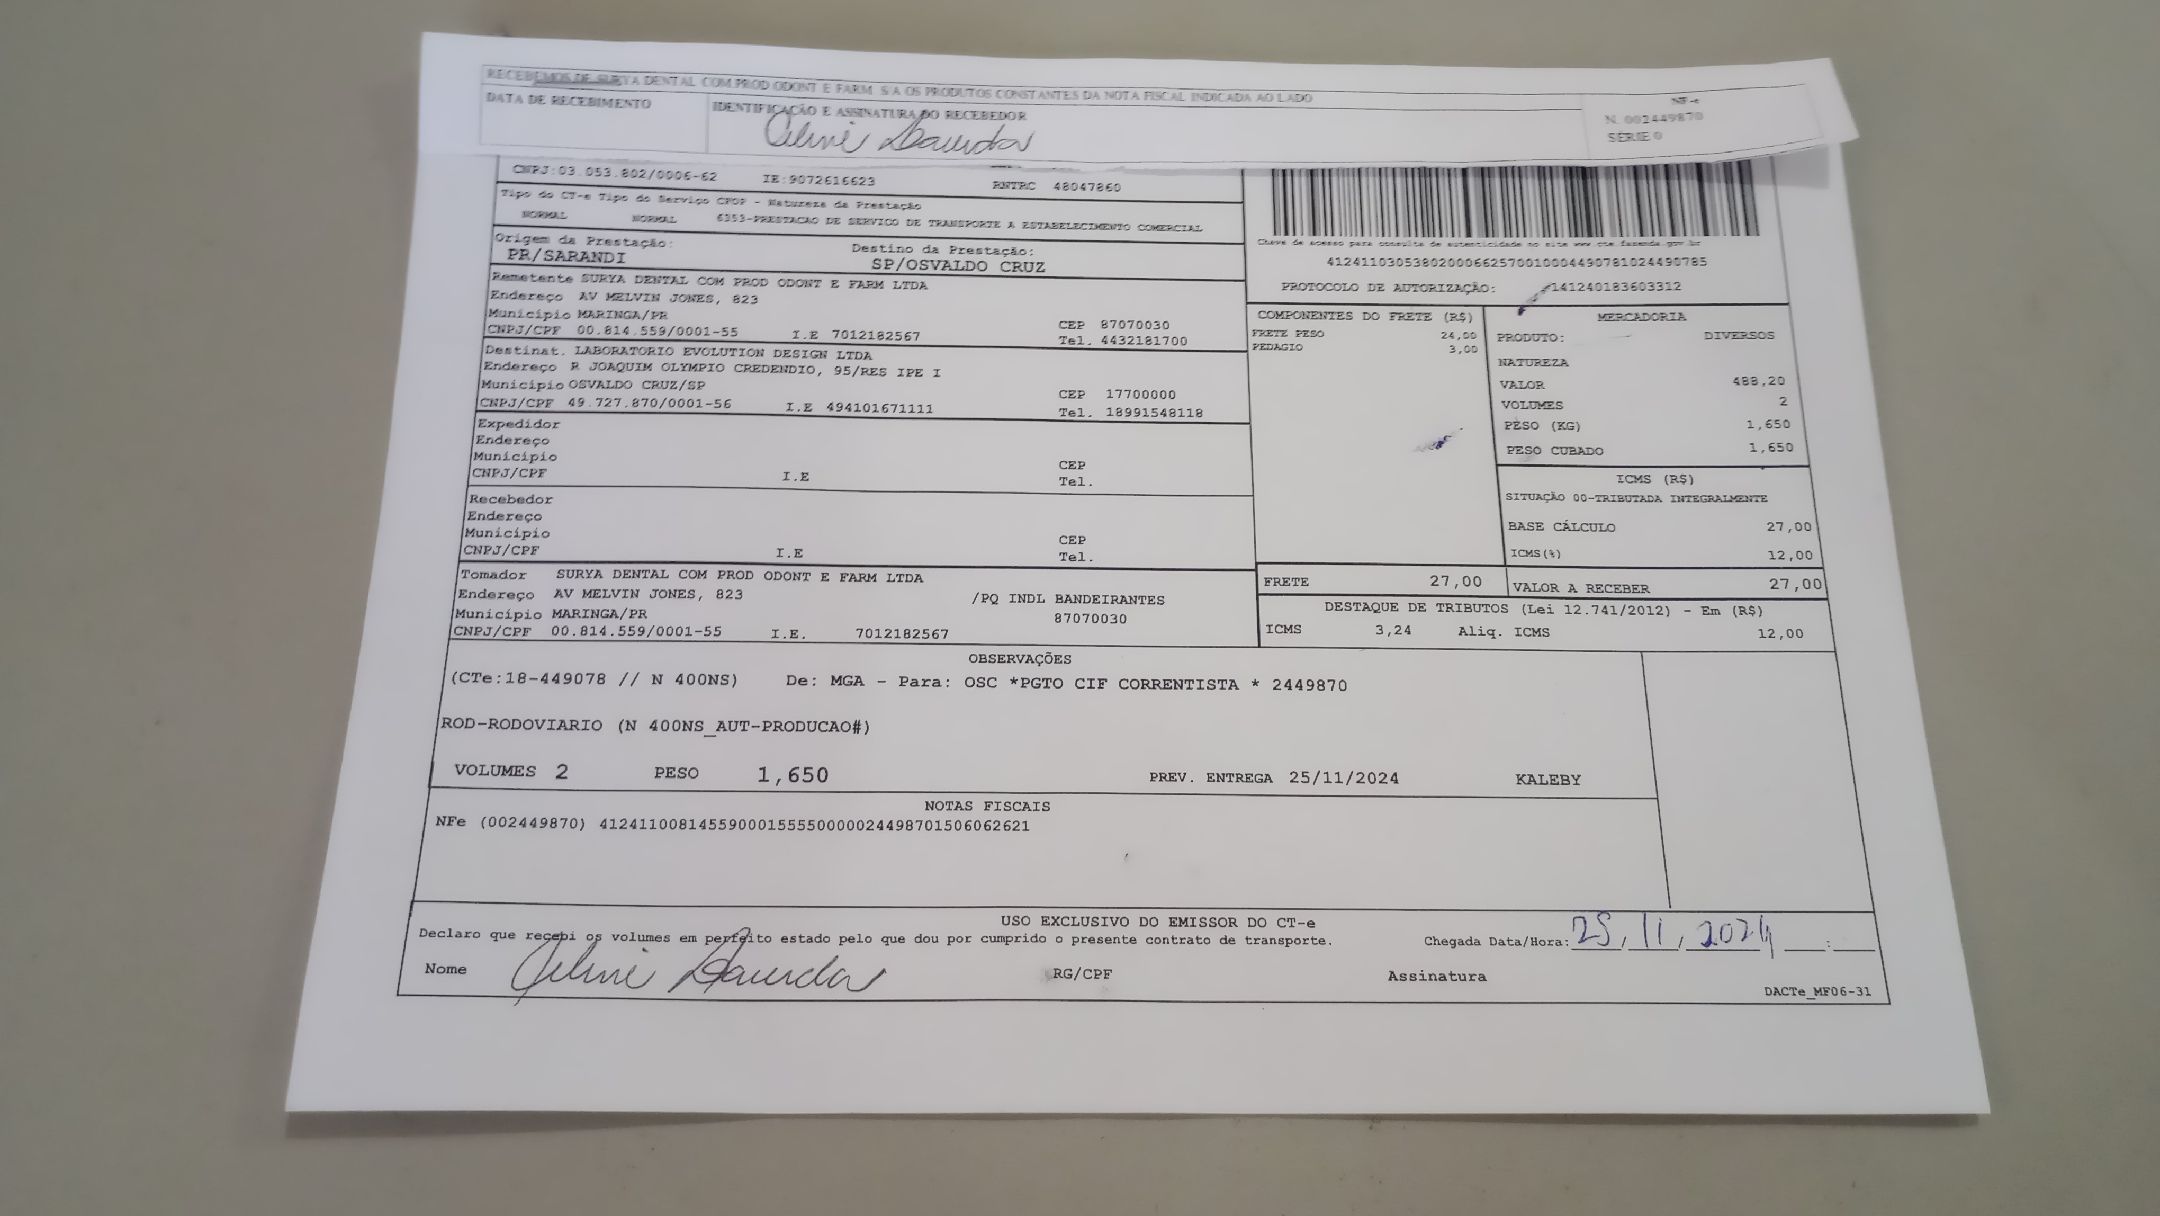 RECEBEMOS DE SURYA DENTAL COM PROD ODONT E FARM S/A OS PRODUTOS CONSTANTES DA NOTA FISCAL INDICADA AO LADO
DATA DE RECEBIMENTO IDENTIFICAÇÃO E ASSINATURA DO RECEBEDOR
NF-e
N. 002449870
SÉRIE 0
CNPJ:03.053.802/0006-62 IE:9072616623 RNTRC 48047860
Tipo do CT-e Tipo do Serviço CFOP - Natureza da Prestação
NORMAL NORMAL 6353-PRESTACAO DE SERVICO DE TRANSPORTE A ESTABELECIMENTO COMERCIAL
Origem da Prestação: Destino da Prestação:
PR/SARANDI SP/OSVALDO CRUZ
Chave de acesso para consulta de autenticidade no site www.cte.fazenda.gov.br
41241103053802000662570010004490781024490785
PROTOCOLO DE AUTORIZAÇÃO: 141240183603312
Remetente SURYA DENTAL COM PROD ODONT E FARM LTDA
Endereço AV MELVIN JONES, 823
Município MARINGA/PR CEP 87070030
CNPJ/CPF 00.814.559/0001-55 I.E 7012182567 Tel. 4432181700
Destinat. LABORATORIO EVOLUTION DESIGN LTDA
Endereço R JOAQUIM OLYMPIO CREDENDIO, 95/RES IPE I
Município OSVALDO CRUZ/SP CEP 17700000
CNPJ/CPF 49.727.870/0001-56 I.E 494101671111 Tel. 18991548118
Expedidor
Endereço
Município CEP
CNPJ/CPF I.E Tel.
Recebedor
Endereço
Município CEP
CNPJ/CPF I.E Tel.
Tomador SURYA DENTAL COM PROD ODONT E FARM LTDA
Endereço AV MELVIN JONES, 823 /PQ INDL BANDEIRANTES
Município MARINGA/PR 87070030
CNPJ/CPF 00.814.559/0001-55 I.E. 7012182567
COMPONENTES DO FRETE (R$)
FRETE PESO 24,00
PEDAGIO 3,00
MERCADORIA
PRODUTO: DIVERSOS
NATUREZA
VALOR 488,20
VOLUMES 2
PESO (KG) 1,650
PESO CUBADO 1,650
ICMS (R$)
SITUAÇÃO 00-TRIBUTADA INTEGRALMENTE
BASE CÁLCULO 27,00
ICMS(%) 12,00
FRETE 27,00 VALOR A RECEBER 27,00
DESTAQUE DE TRIBUTOS (Lei 12.741/2012) - Em (R$)
ICMS 3,24 Aliq. ICMS 12,00
OBSERVAÇÕES
(CTe:18-449078 // N 400NS) De: MGA - Para: OSC *PGTO CIF CORRENTISTA * 2449870
ROD-RODOVIARIO (N 400NS_AUT-PRODUCAO#)
VOLUMES 2 PESO 1,650 PREV. ENTREGA 25/11/2024 KALEBY
NOTAS FISCAIS
NFe (002449870) 41241100814559000155550000024498701506062621
USO EXCLUSIVO DO EMISSOR DO CT-e
Declaro que recebi os volumes em perfeito estado pelo que dou por cumprido o presente contrato de transporte. Chegada Data/Hora: 25/11/2024 :
Nome RG/CPF Assinatura
DACTe_MF06-31